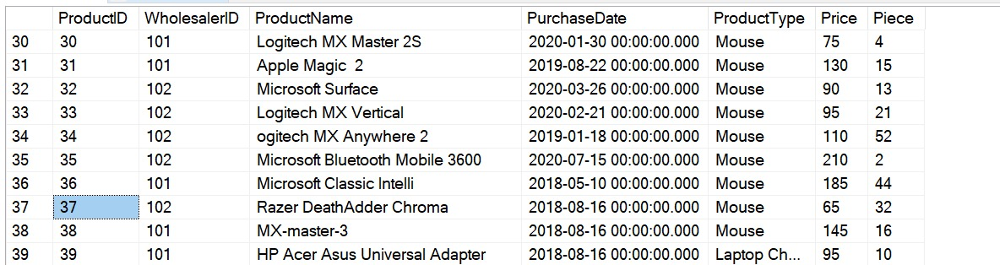 ProductID WholesalerID ProductName PurchaseDate ProductType Price Piece
30 30 101 Logitech MX Master 2S 2020-01-30 00:00:00.000 Mouse 75 4
31 31 101 Apple Magic  2 2019-08-22 00:00:00.000 Mouse 130 15
32 32 102 Microsoft Surface 2020-03-26 00:00:00.000 Mouse 90 13
33 33 102 Logitech MX Vertical 2020-02-21 00:00:00.000 Mouse 95 21
34 34 102 ogitech MX Anywhere 2 2019-01-18 00:00:00.000 Mouse 110 52
35 35 102 Microsoft Bluetooth Mobile 3600 2020-07-15 00:00:00.000 Mouse 210 2
36 36 101 Microsoft Classic Intelli 2018-05-10 00:00:00.000 Mouse 185 44
37 37 102 Razer DeathAdder Chroma 2018-08-16 00:00:00.000 Mouse 65 32
38 38 101 MX-master-3 2018-08-16 00:00:00.000 Mouse 145 16
39 39 101 HP Acer Asus Universal Adapter 2018-08-16 00:00:00.000 Laptop Ch... 95 10